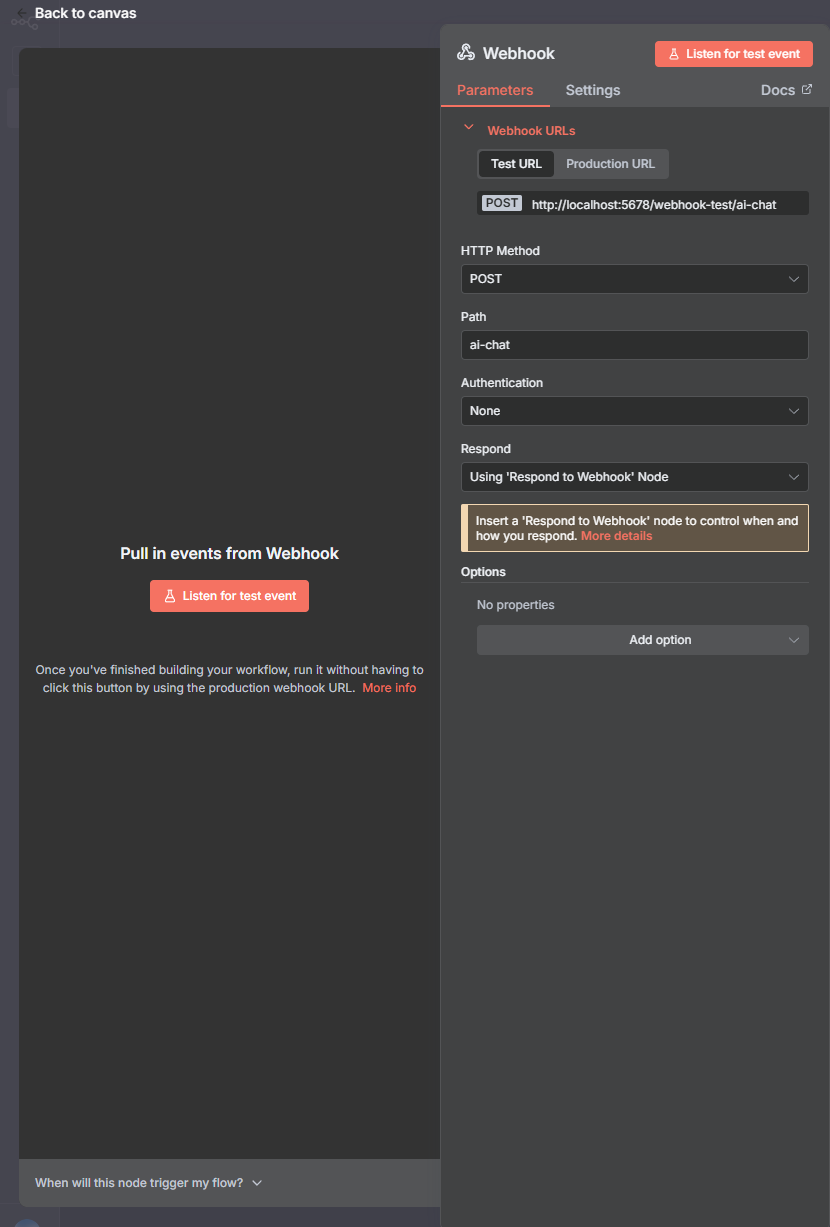 Back to canvas
Webhook
Listen for test event
Parameters
Settings
Docs
Webhook URLs
Test URL
Production URL
POST
http://localhost:5678/webhook-test/ai-chat
HTTP Method
POST
Path
ai-chat
Authentication
None
Respond
Using 'Respond to Webhook' Node
Insert a 'Respond to Webhook' node to control when and
how you respond. More details
Options
No properties
Add option
Pull in events from Webhook
Listen for test event
Once you've finished building your workflow, run it without having to
click this button by using the production webhook URL. More info
When will this node trigger my flow?